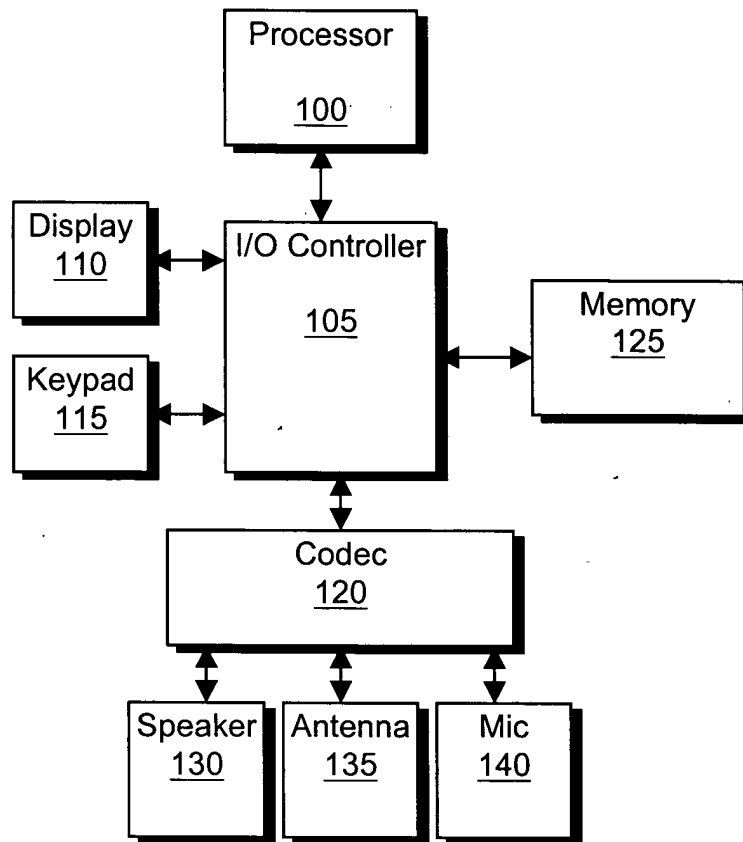 Processor
100
Display
110
I/O Controller
105
Memory
125
Keypad
115
Codec
120
Speaker
130
Antenna
135
Mic
140